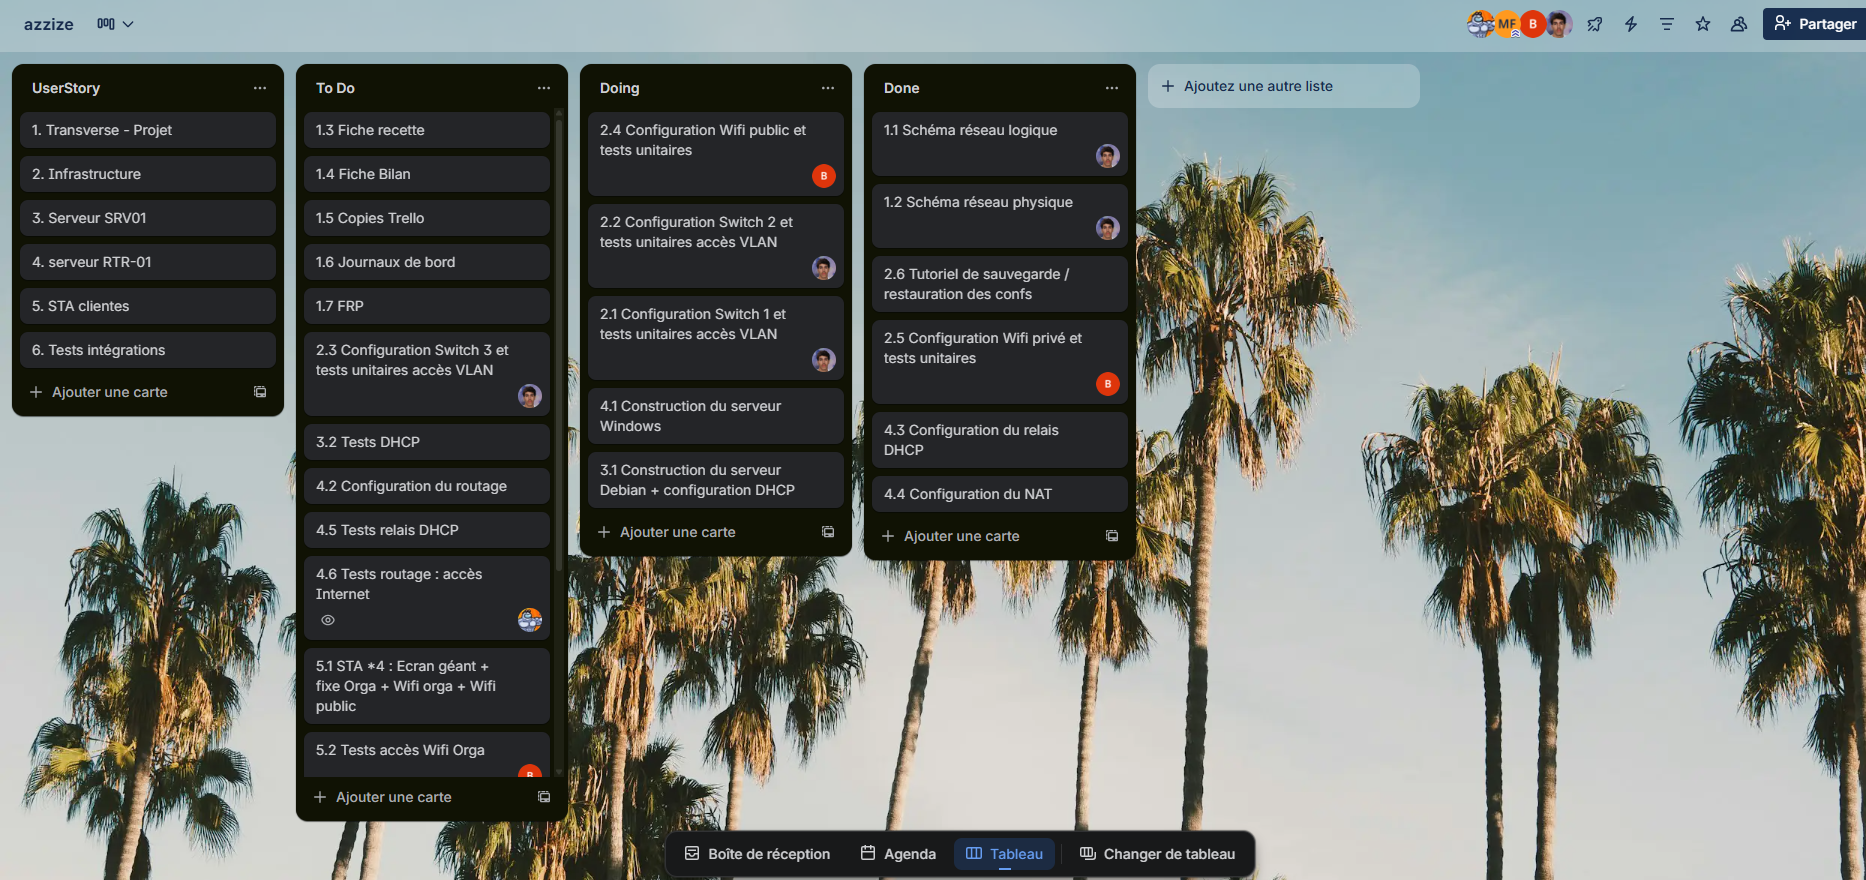 azzize
MF
B
Partager
UserStory
1. Transverse - Projet
2. Infrastructure
3. Serveur SRV01
4. serveur RTR-01
5. STA clientes
6. Tests intégrations
Ajouter une carte
To Do
1.3 Fiche recette
1.4 Fiche Bilan
1.5 Copies Trello
1.6 Journaux de bord
1.7 FRP
2.3 Configuration Switch 3 et
tests unitaires accès VLAN
3.2 Tests DHCP
4.2 Configuration du routage
4.5 Tests relais DHCP
4.6 Tests routage : accès
Internet
5.1 STA *4 : Ecran géant +
fixe Orga + Wifi orga + Wifi
public
5.2 Tests accès Wifi Orga
B
Ajouter une carte
Doing
2.4 Configuration Wifi public et
tests unitaires
B
2.2 Configuration Switch 2 et
tests unitaires accès VLAN
2.1 Configuration Switch 1 et
tests unitaires accès VLAN
4.1 Construction du serveur
Windows
3.1 Construction du serveur
Debian + configuration DHCP
Ajouter une carte
Done
1.1 Schéma réseau logique
1.2 Schéma réseau physique
2.6 Tutoriel de sauvegarde /
restauration des confs
2.5 Configuration Wifi privé et
tests unitaires
B
4.3 Configuration du relais
DHCP
4.4 Configuration du NAT
Ajouter une carte
Ajoutez une autre liste
Boîte de réception
Agenda
Tableau
Changer de tableau